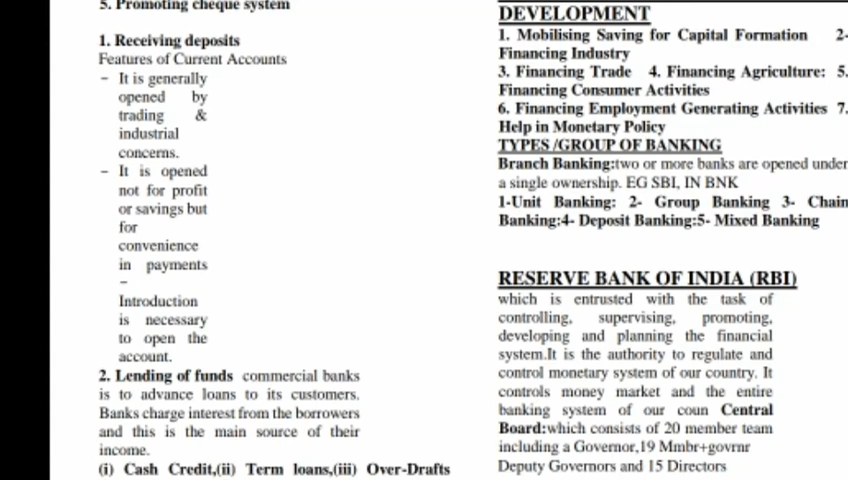 5. Promoting cheque system
1. Receiving deposits
Features of Current Accounts
– It is generally
opened by
trading &
industrial
concerns.
– It is opened
not for profit
or savings but
for
convenience
in payments
–
Introduction
is necessary
to open the
account.
2. Lending of funds commercial banks
is to advance loans to its customers.
Banks charge interest from the borrowers
and this is the main source of their
income.
(i) Cash Credit,(ii) Term loans,(iii) Over-Drafts
DEVELOPMENT
1. Mobilising Saving for Capital Formation 2-
Financing Industry
3. Financing Trade 4. Financing Agriculture: 5.
Financing Consumer Activities
6. Financing Employment Generating Activities 7.
Help in Monetary Policy
TYPES /GROUP OF BANKING
Branch Banking:two or more banks are opened under
a single ownership. EG SBI, IN BNK
1-Unit Banking: 2- Group Banking 3- Chain
Banking:4- Deposit Banking:5- Mixed Banking
RESERVE BANK OF INDIA (RBI)
which is entrusted with the task of
controlling, supervising, promoting,
developing and planning the financial
system.It is the authority to regulate and
control monetary system of our country. It
controls money market and the entire
banking system of our coun Central
Board:which consists of 20 member team
including a Governor,19 Mmbr+govrnr
Deputy Governors and 15 Directors